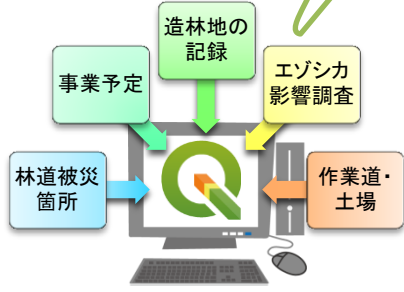 造林地の
記録
事業予定
エゾシカ
影響調査
林道被災
箇所
作業道・
土場